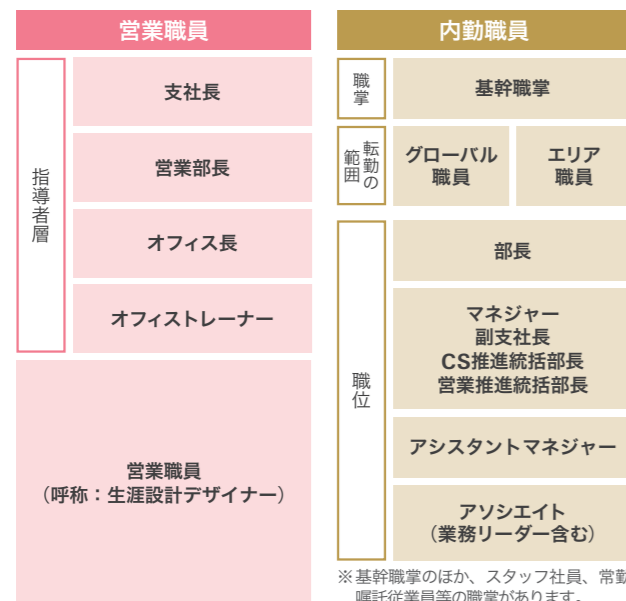 営業職員
指導者層
支社長
営業部長
オフィス長
オフィストレーナー
営業職員
（呼称：生涯設計デザイナー）
内勤職員
職掌
基幹職掌
転勤の
範囲
グローバル
職員
エリア
職員
職位
部長
マネジャー
副支社長
CS推進統括部長
営業推進統括部長
アシスタントマネジャー
アソシエイト
（業務リーダー含む）
※基幹職掌のほか、スタッフ社員、常勤
嘱託従業員等の職掌があります。